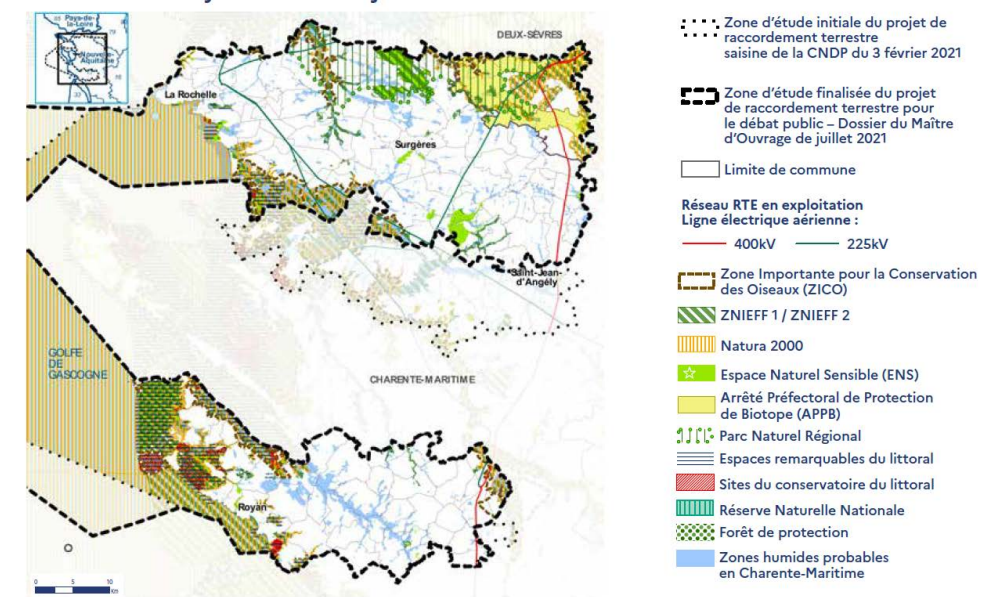 Pays-de-
la-Loire
Nouvelle-
Aquitaine
DEUX-SÈVRES
La Rochelle
Surgères
Saint-Jean-
d'Angély
GOLFE
DE
GASCOGNE
CHARENTE-MARITIME
Royan
0 5 10
km
Zone d'étude initiale du projet de
raccordement terrestre
saisine de la CNDP du 3 février 2021
Zone d'étude finalisée du projet
de raccordement terrestre pour
le débat public – Dossier du Maître
d'Ouvrage de juillet 2021
Limite de commune
Réseau RTE en exploitation
Ligne électrique aérienne :
400kV 225kV
Zone Importante pour la Conservation
des Oiseaux (ZICO)
ZNIEFF 1 / ZNIEFF 2
Natura 2000
Espace Naturel Sensible (ENS)
Arrêté Préfectoral de Protection
de Biotope (APPB)
Parc Naturel Régional
Espaces remarquables du littoral
Sites du conservatoire du littoral
Réserve Naturelle Nationale
Forêt de protection
Zones humides probables
en Charente-Maritime